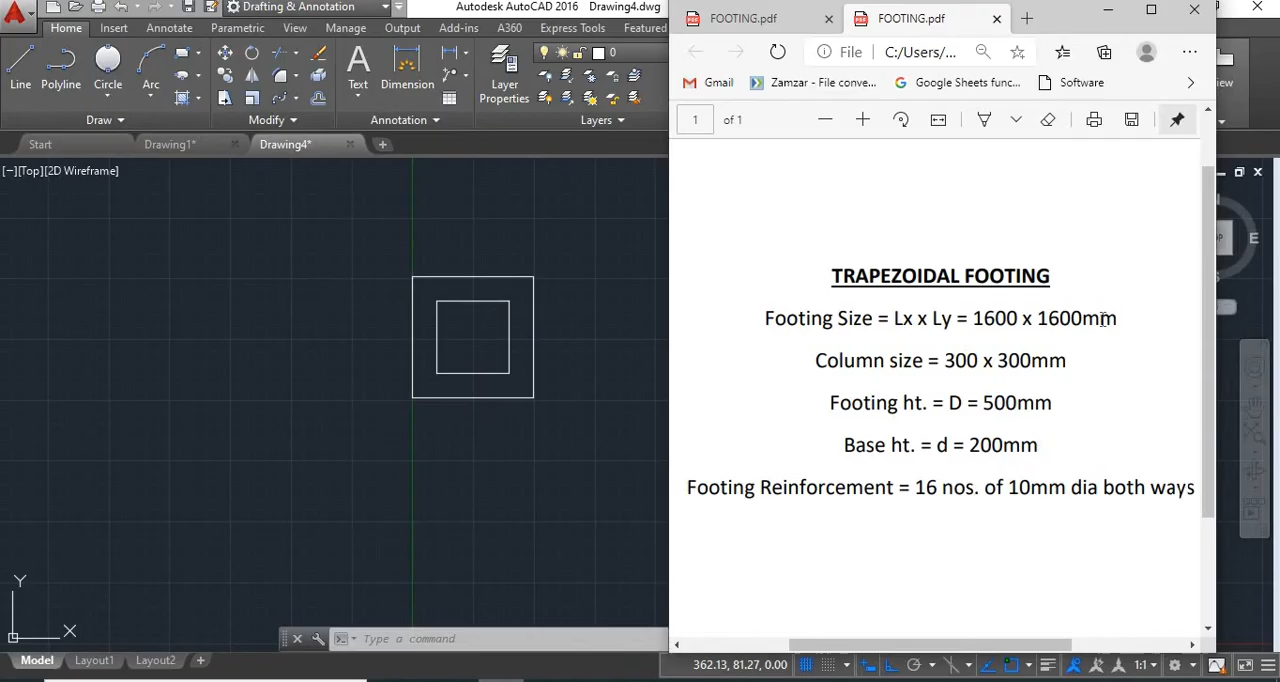 Drafting & Annotation
Autodesk AutoCAD 2016 Drawing4.dwg
Home Insert Annotate Parametric View Manage Output Add-ins A360 Express Tools Featured
Line Polyline Circle Arc Text Dimension Layer Properties 0
Draw Modify Annotation Layers
Start Drawing1* Drawing4*
[−][Top][2D Wireframe]
Y
X
Type a command
Model Layout1 Layout2
FOOTING.pdf FOOTING.pdf
File C:/Users/...
Gmail Zamzar - File conve... Google Sheets func... Software
1 of 1
TRAPEZOIDAL FOOTING
Footing Size = Lx x Ly = 1600 x 1600mm
Column size = 300 x 300mm
Footing ht. = D = 500mm
Base ht. = d = 200mm
Footing Reinforcement = 16 nos. of 10mm dia both ways
E
362.13, 81.27, 0.00 1:1